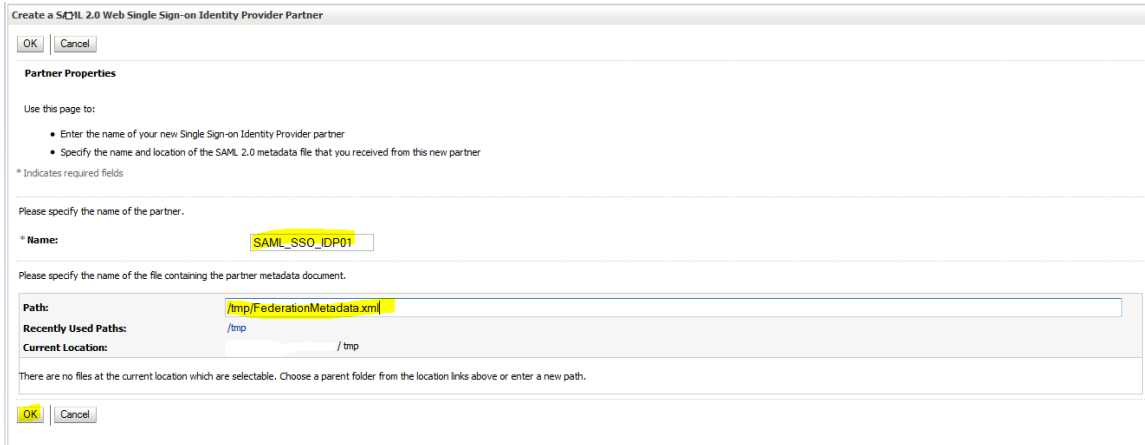 Create a SAML 2.0 Web Single Sign-on Identity Provider Partner
OK Cancel
Partner Properties
Use this page to:
• Enter the name of your new Single Sign-on Identity Provider partner
• Specify the name and location of the SAML 2.0 metadata file that you received from this new partner
* Indicates required fields
Please specify the name of the partner.
* Name: SAML_SSO_IDP01
Please specify the name of the file containing the partner metadata document.
Path: /tmp/FederationMetadata.xml
Recently Used Paths: /tmp
Current Location: / tmp
There are no files at the current location which are selectable. Choose a parent folder from the location links above or enter a new path.
OK Cancel